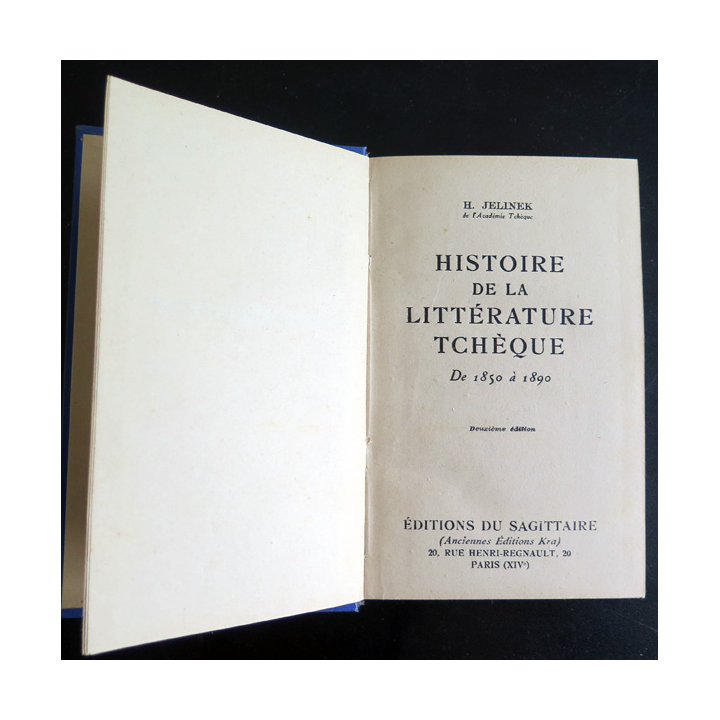 H. JELINEK
de l'Académie Tchèque
HISTOIRE
DE LA
LITTÉRATURE
TCHÈQUE
De 1850 à 1890
Deuxième édition
ÉDITIONS DU SAGITTAIRE
(Anciennes Éditions Kra)
20, RUE HENRI-REGNAULT, 20
PARIS (XIVe)